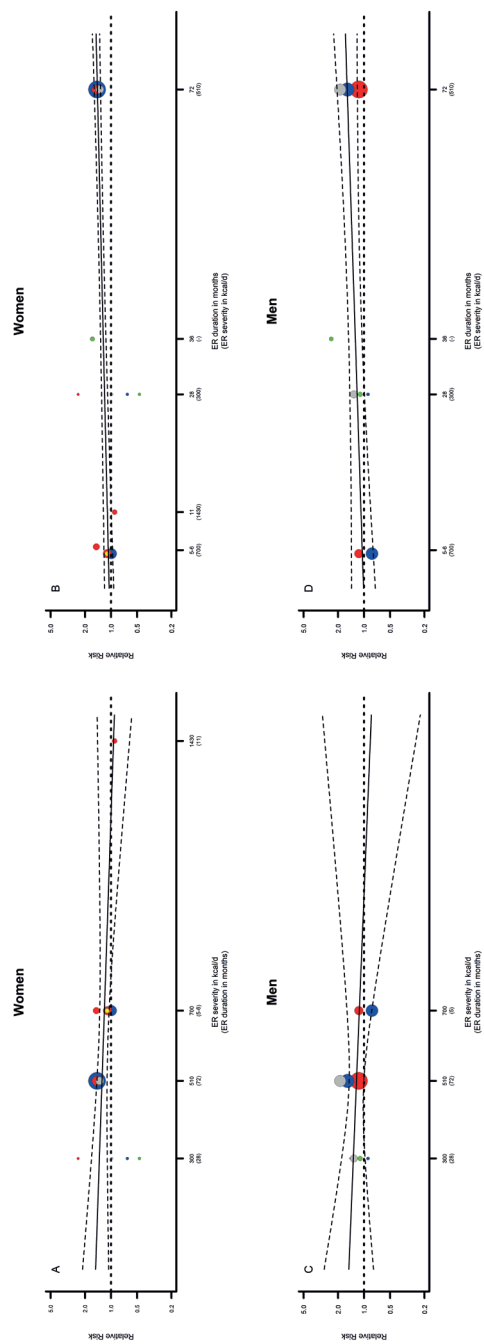 Women
A
Relative Risk
5.0
2.0
1.0
0.5
0.2
300 510 700 1430
(28) (72) (5-6) (11)
ER severity in kcal/d
(ER duration in months)
Women
B
Relative Risk
5.0
2.0
1.0
0.5
0.2
5-6 11 28 36 72
(700) (1430) (300) (-) (510)
ER duration in months
(ER severity in kcal/d)
Men
C
Relative Risk
5.0
2.0
1.0
0.5
0.2
300 510 700
(28) (72) (5)
ER severity in kcal/d
(ER duration in months)
Men
D
Relative Risk
5.0
2.0
1.0
0.5
0.2
5-6 28 36 72
(700) (300) (-) (510)
ER duration in months
(ER severity in kcal/d)